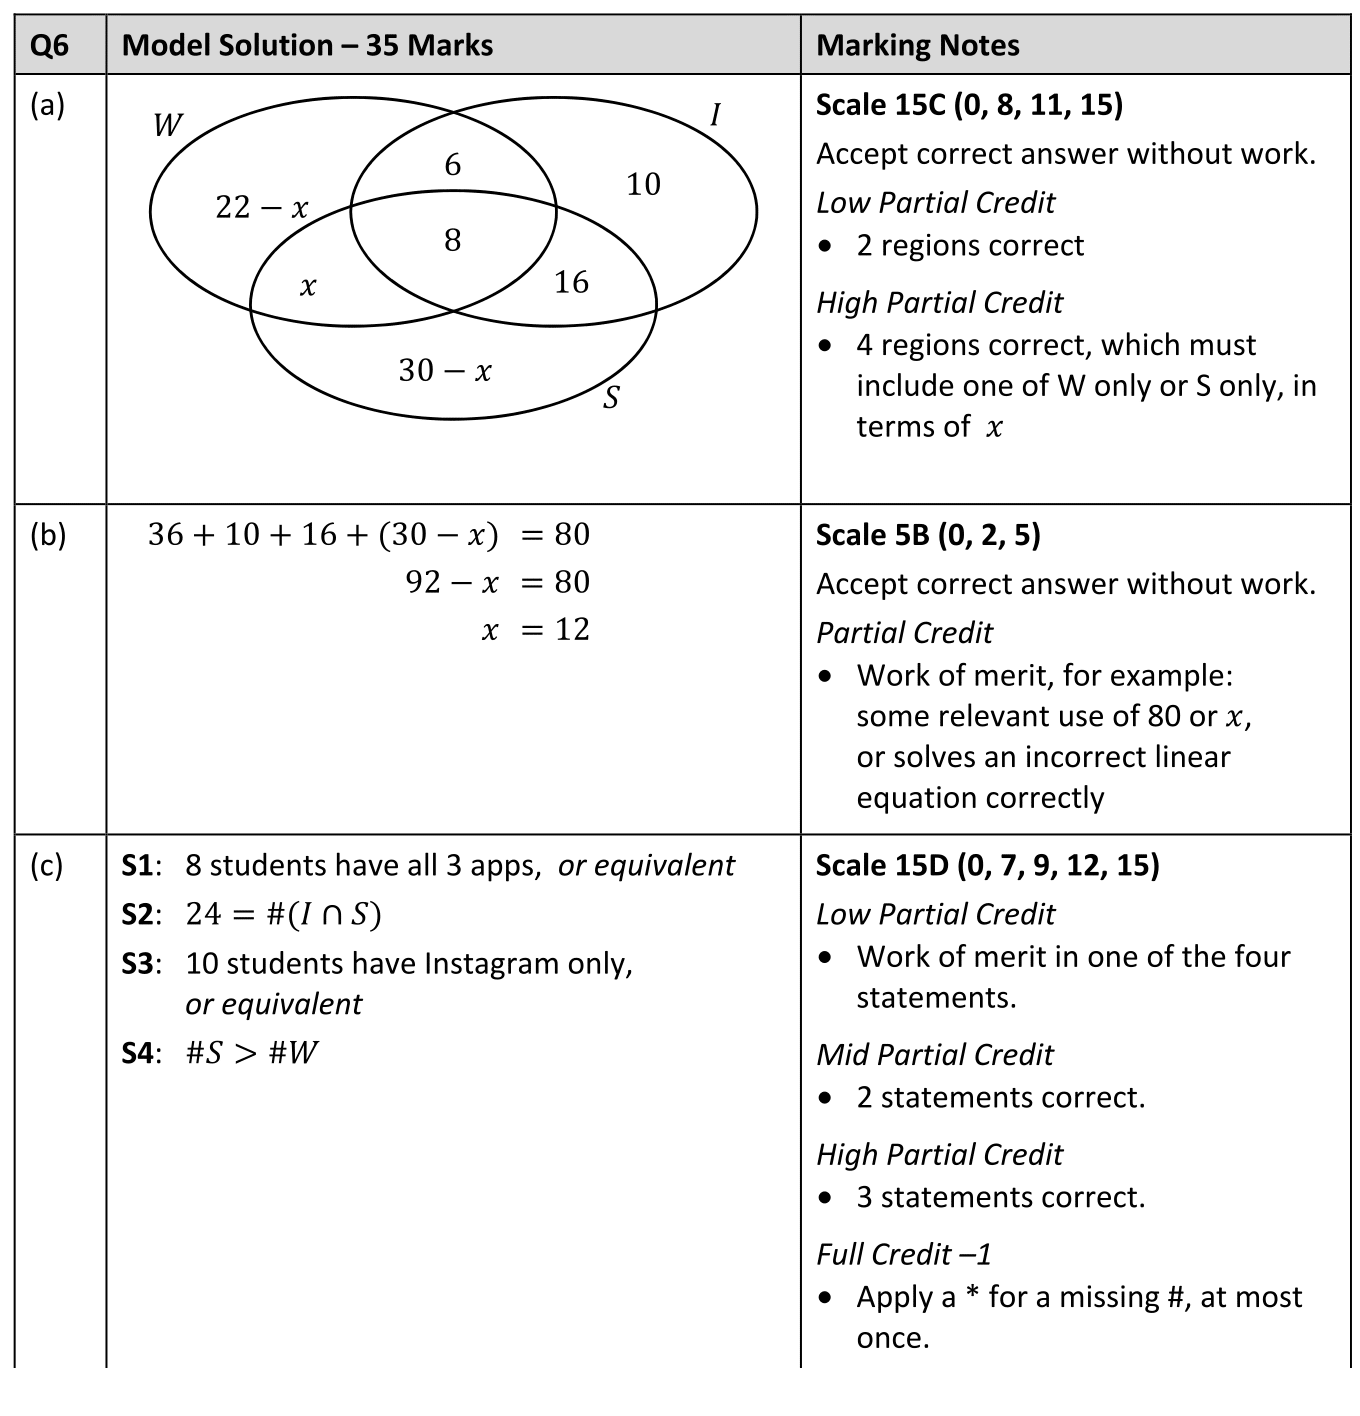 Q6 Model Solution – 35 Marks Marking Notes
(a)
W
I
6
10
22 − x
8
x
16
30 − x
S
Scale 15C (0, 8, 11, 15)
Accept correct answer without work.
Low Partial Credit
• 2 regions correct
High Partial Credit
• 4 regions correct, which must
include one of W only or S only, in
terms of x
(b)
36 + 10 + 16 + (30 − x) = 80
92 − x = 80
x = 12
Scale 5B (0, 2, 5)
Accept correct answer without work.
Partial Credit
• Work of merit, for example:
some relevant use of 80 or x,
or solves an incorrect linear
equation correctly
(c)
S1: 8 students have all 3 apps, or equivalent
S2: 24 = #(I ∩ S)
S3: 10 students have Instagram only,
or equivalent
S4: #S > #W
Scale 15D (0, 7, 9, 12, 15)
Low Partial Credit
• Work of merit in one of the four
statements.
Mid Partial Credit
• 2 statements correct.
High Partial Credit
• 3 statements correct.
Full Credit –1
• Apply a * for a missing #, at most
once.